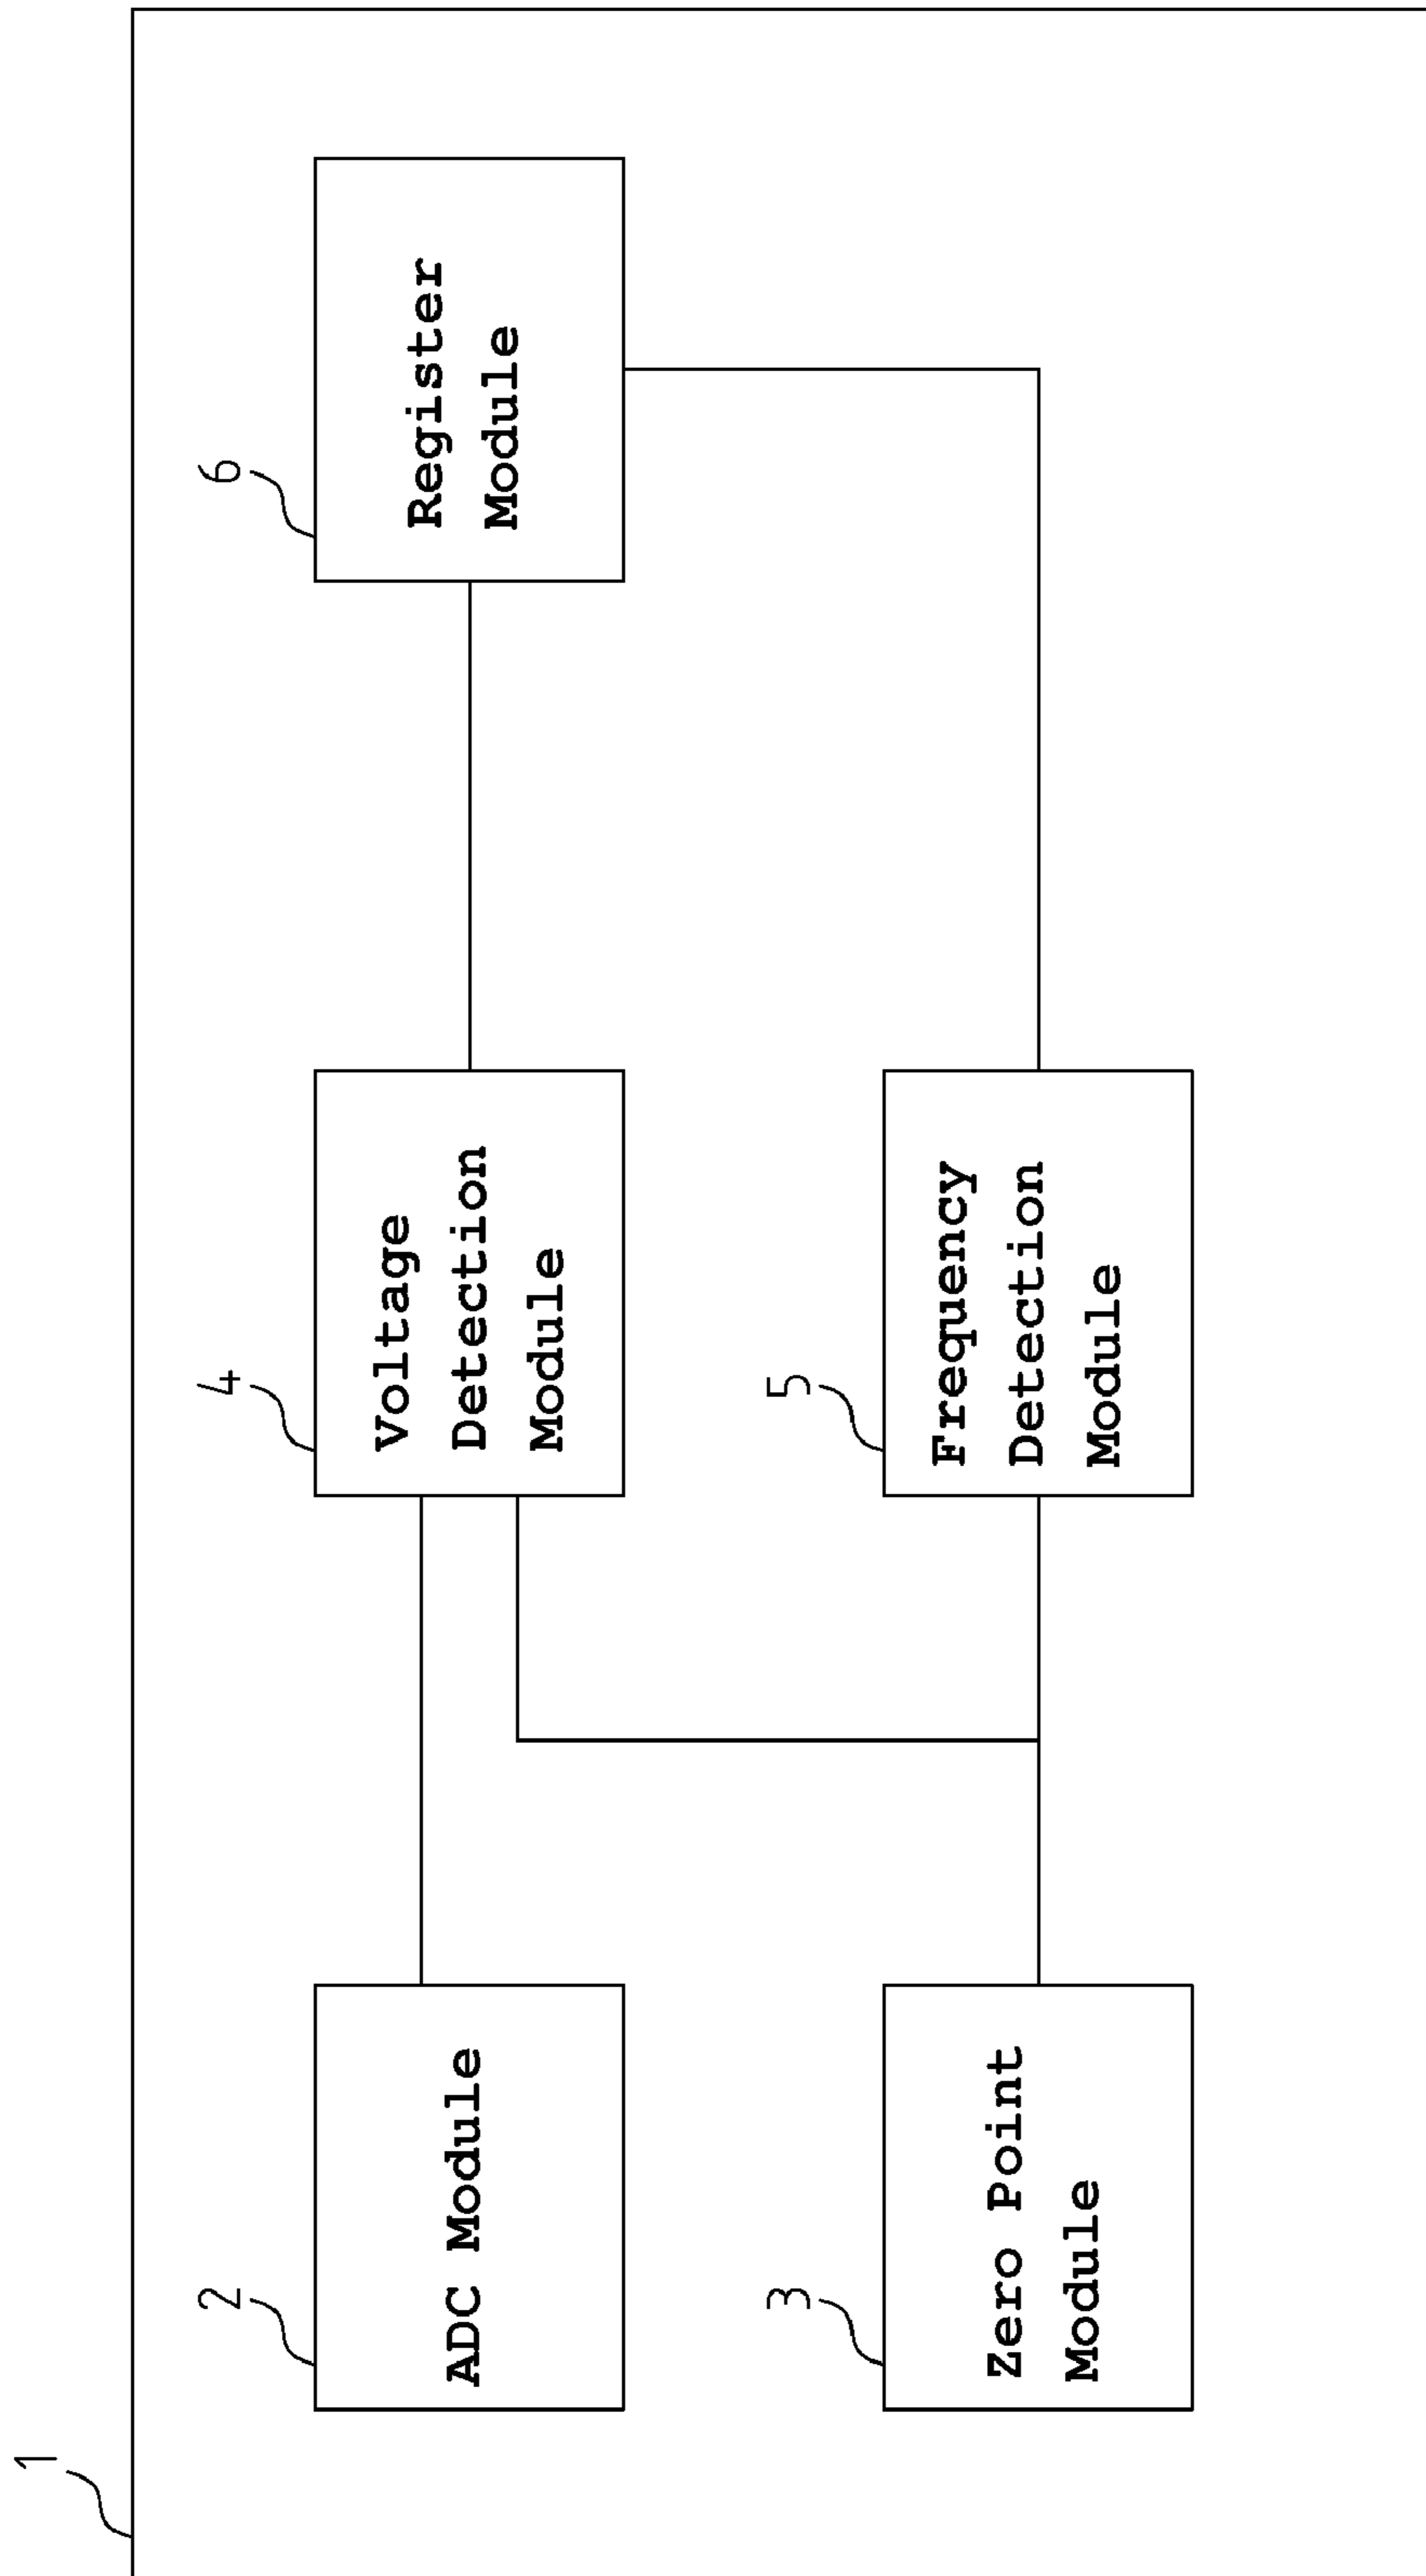 1
2
ADC Module
4
Voltage
Detection
Module
6
Register
Module
3
Zero Point
Module
5
Frequency
Detection
Module